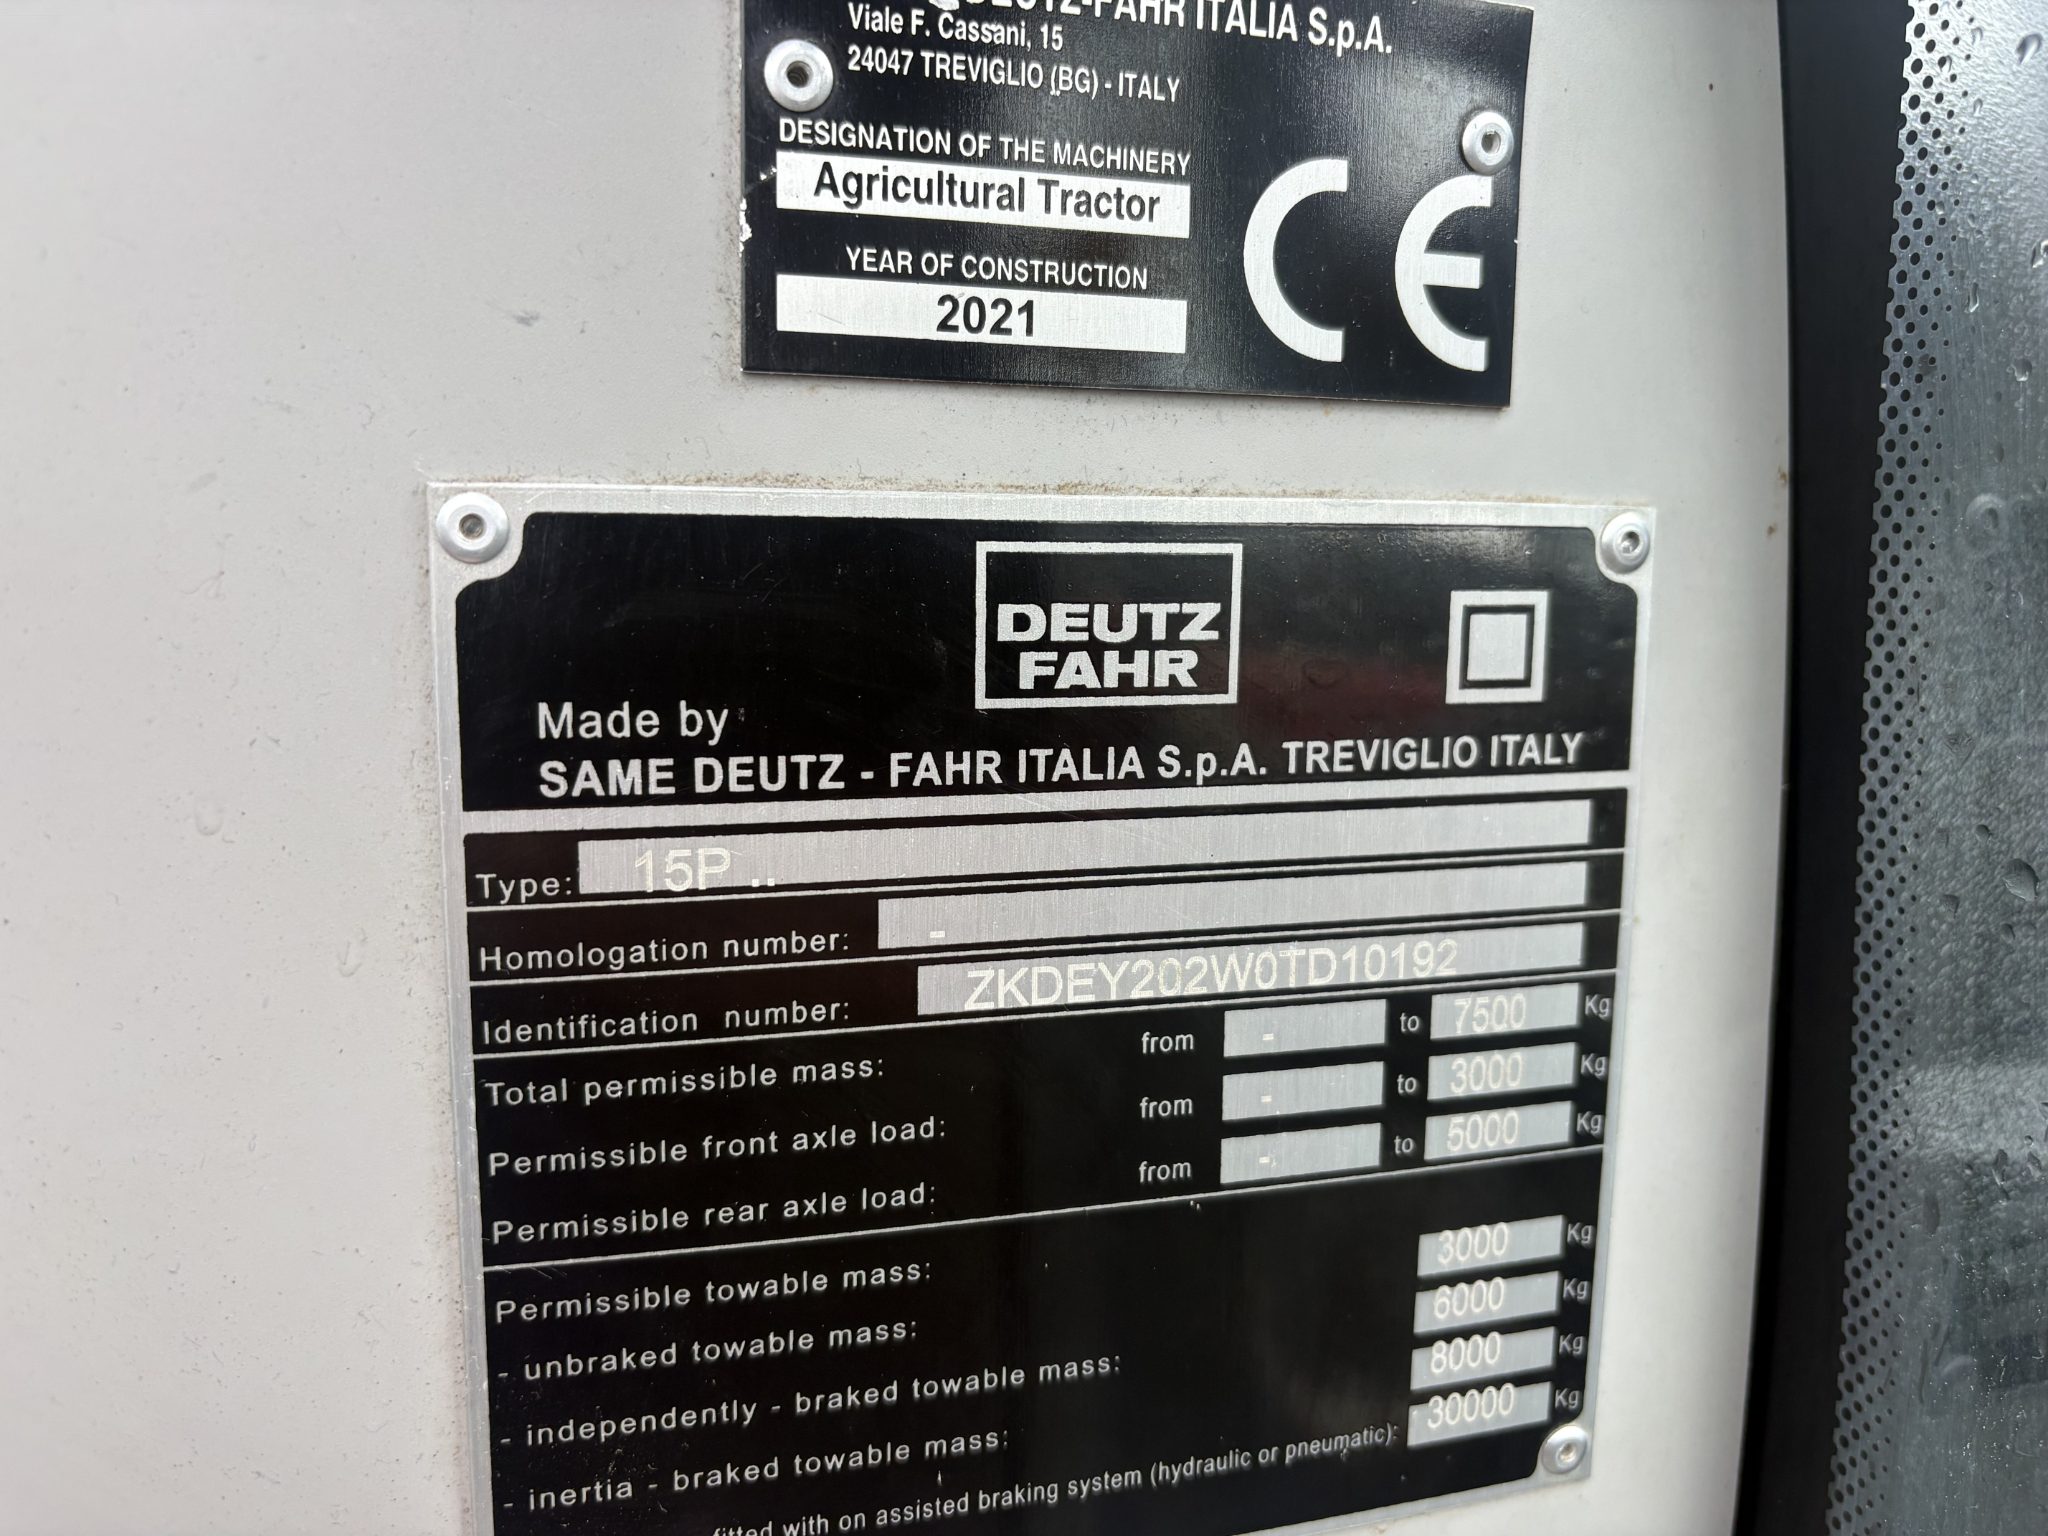 DEUTZ-FAHR ITALIA S.p.A.
Viale F. Cassani, 15
24047 TREVIGLIO (BG) - ITALY
DESIGNATION OF THE MACHINERY
Agricultural Tractor
YEAR OF CONSTRUCTION
2021
CE
DEUTZ
FAHR
Made by
SAME DEUTZ - FAHR ITALIA S.p.A. TREVIGLIO ITALY
Type: 15P ..
Homologation number: -
Identification number: ZKDEY202W0TD10192
Total permissible mass: from - to 7500 Kg
Permissible front axle load: from - to 3000 Kg
Permissible rear axle load: from - to 5000 Kg
Permissible towable mass:
- unbraked towable mass: 3000 Kg
- independently - braked towable mass: 6000 Kg
- inertia - braked towable mass: 8000 Kg
fitted with on assisted braking system (hydraulic or pneumatic): 30000 Kg